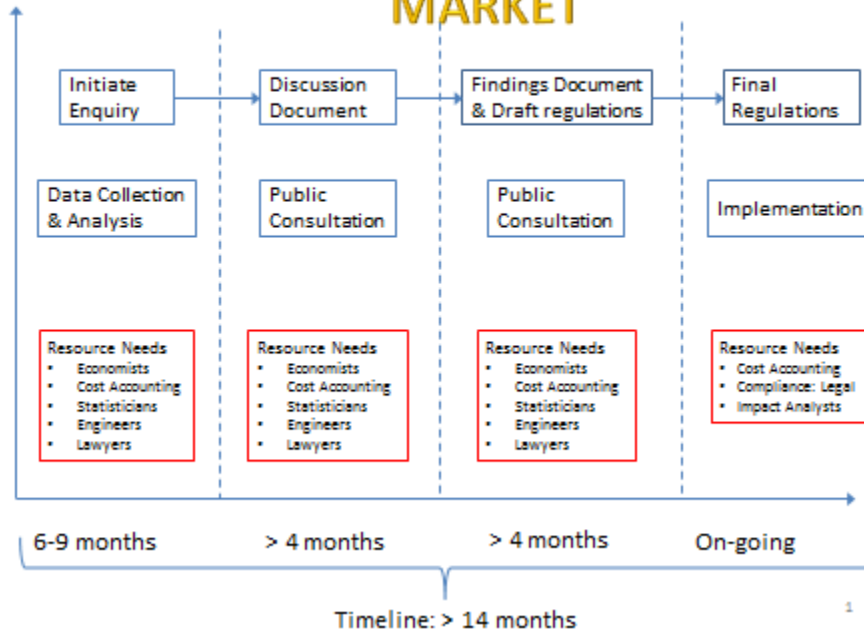 MARKET
Initiate
Enquiry
Discussion
Document
Findings Document
& Draft regulations
Final
Regulations
Data Collection
& Analysis
Public
Consultation
Public
Consultation
Implementation
Resource Needs
• Economists
• Cost Accounting
• Statisticians
• Engineers
• Lawyers
Resource Needs
• Economists
• Cost Accounting
• Statisticians
• Engineers
• Lawyers
Resource Needs
• Economists
• Cost Accounting
• Statisticians
• Engineers
• Lawyers
Resource Needs
• Cost Accounting
• Compliance: Legal
• Impact Analysts
6-9 months
> 4 months
> 4 months
On-going
Timeline: > 14 months
1